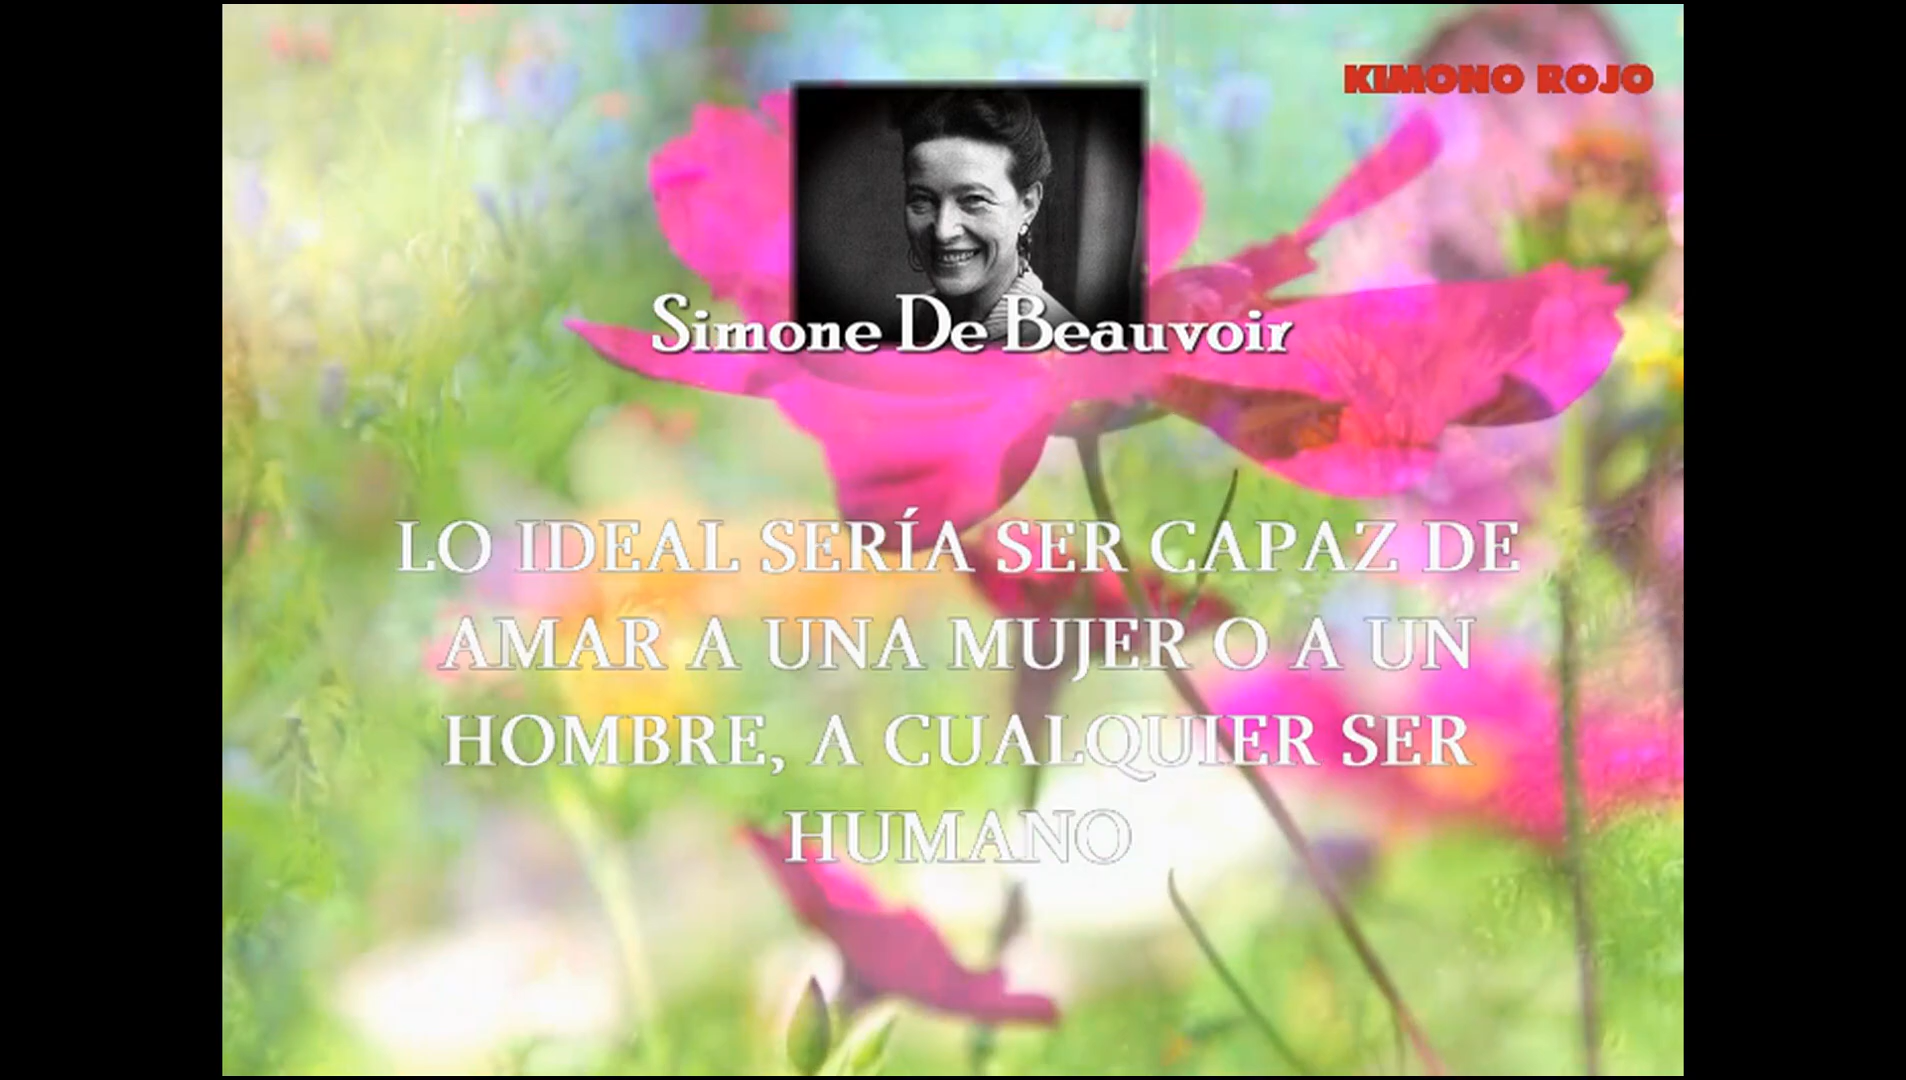 KIMONO ROJO
Simone De Beauvoir
LO IDEAL SERÍA SER CAPAZ DE
AMAR A UNA MUJER O A UN
HOMBRE, A CUALQUIER SER
HUMANO